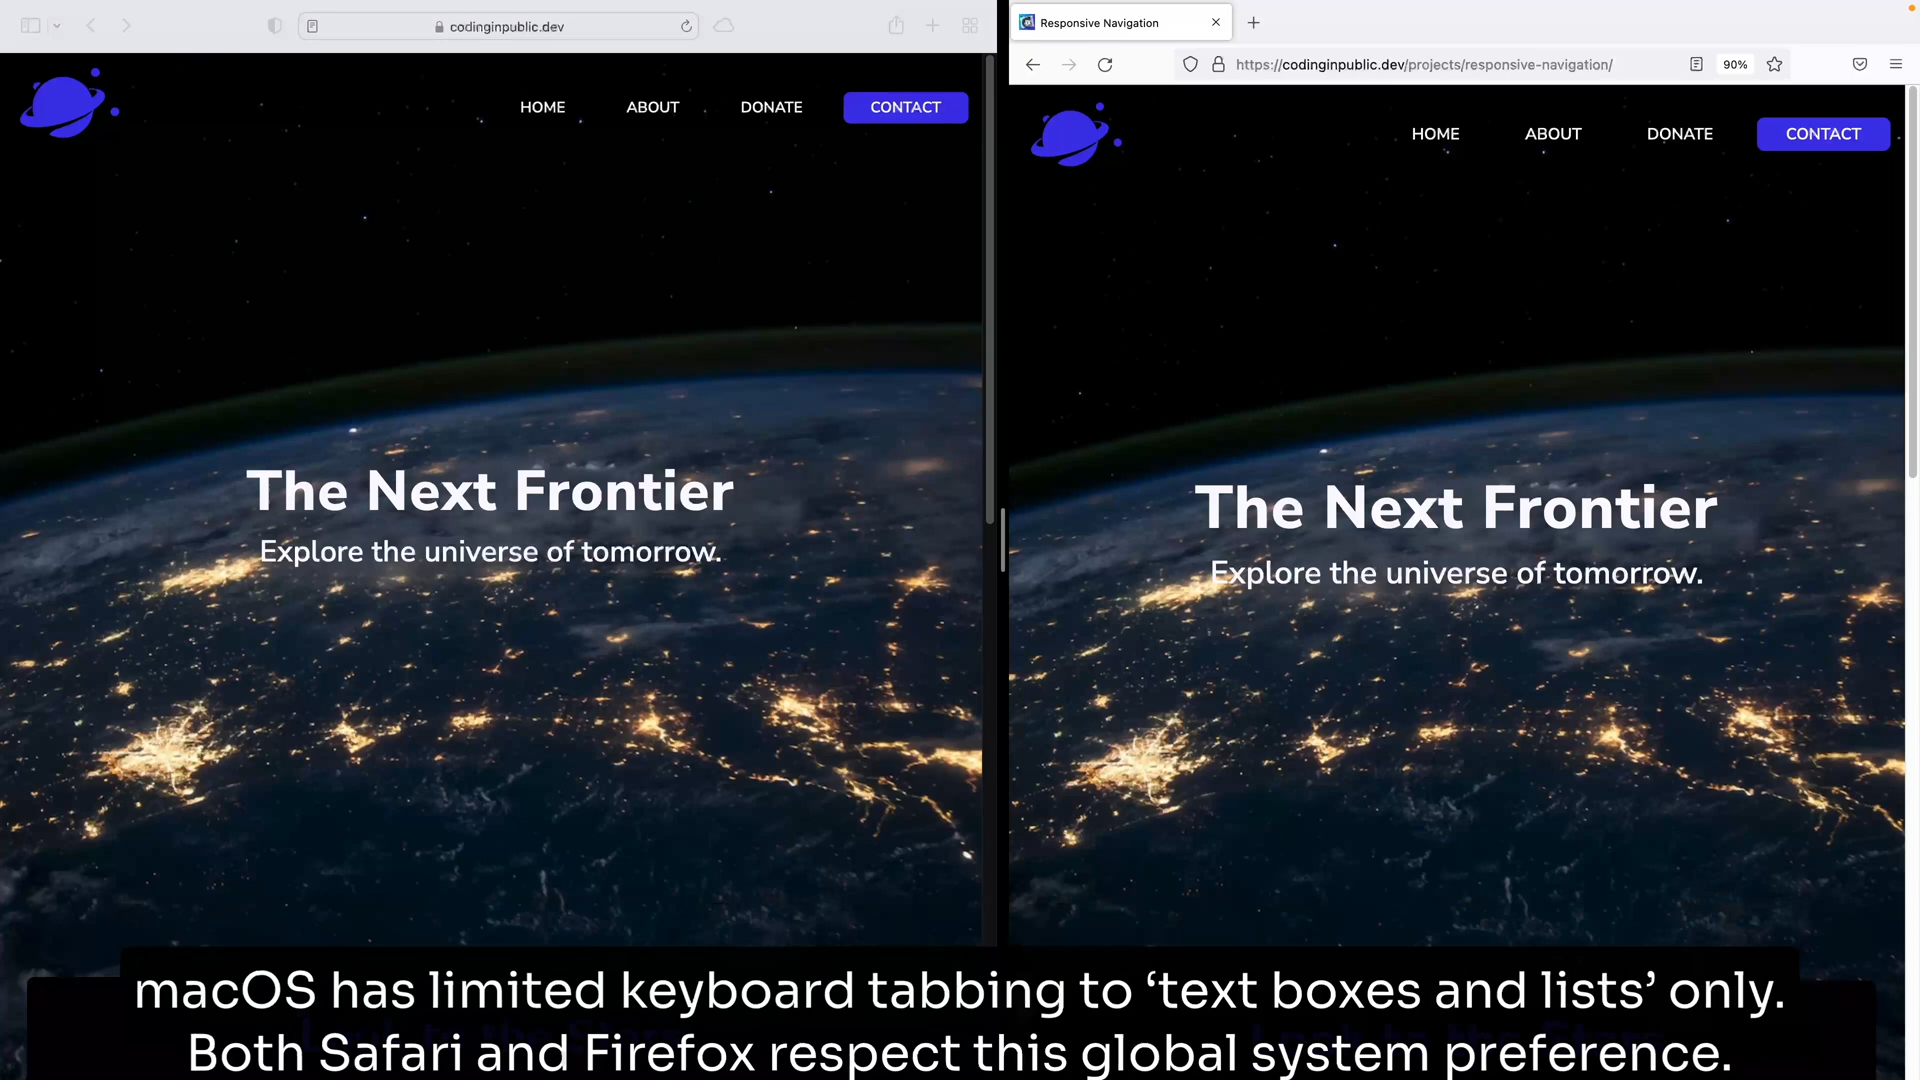 codinginpublic.dev
HOME ABOUT DONATE CONTACT
The Next Frontier
Explore the universe of tomorrow.
Responsive Navigation
https://codinginpublic.dev/projects/responsive-navigation/
90%
HOME ABOUT DONATE CONTACT
The Next Frontier
Explore the universe of tomorrow.
macOS has limited keyboard tabbing to ‘text boxes and lists’ only.
Both Safari and Firefox respect this global system preference.